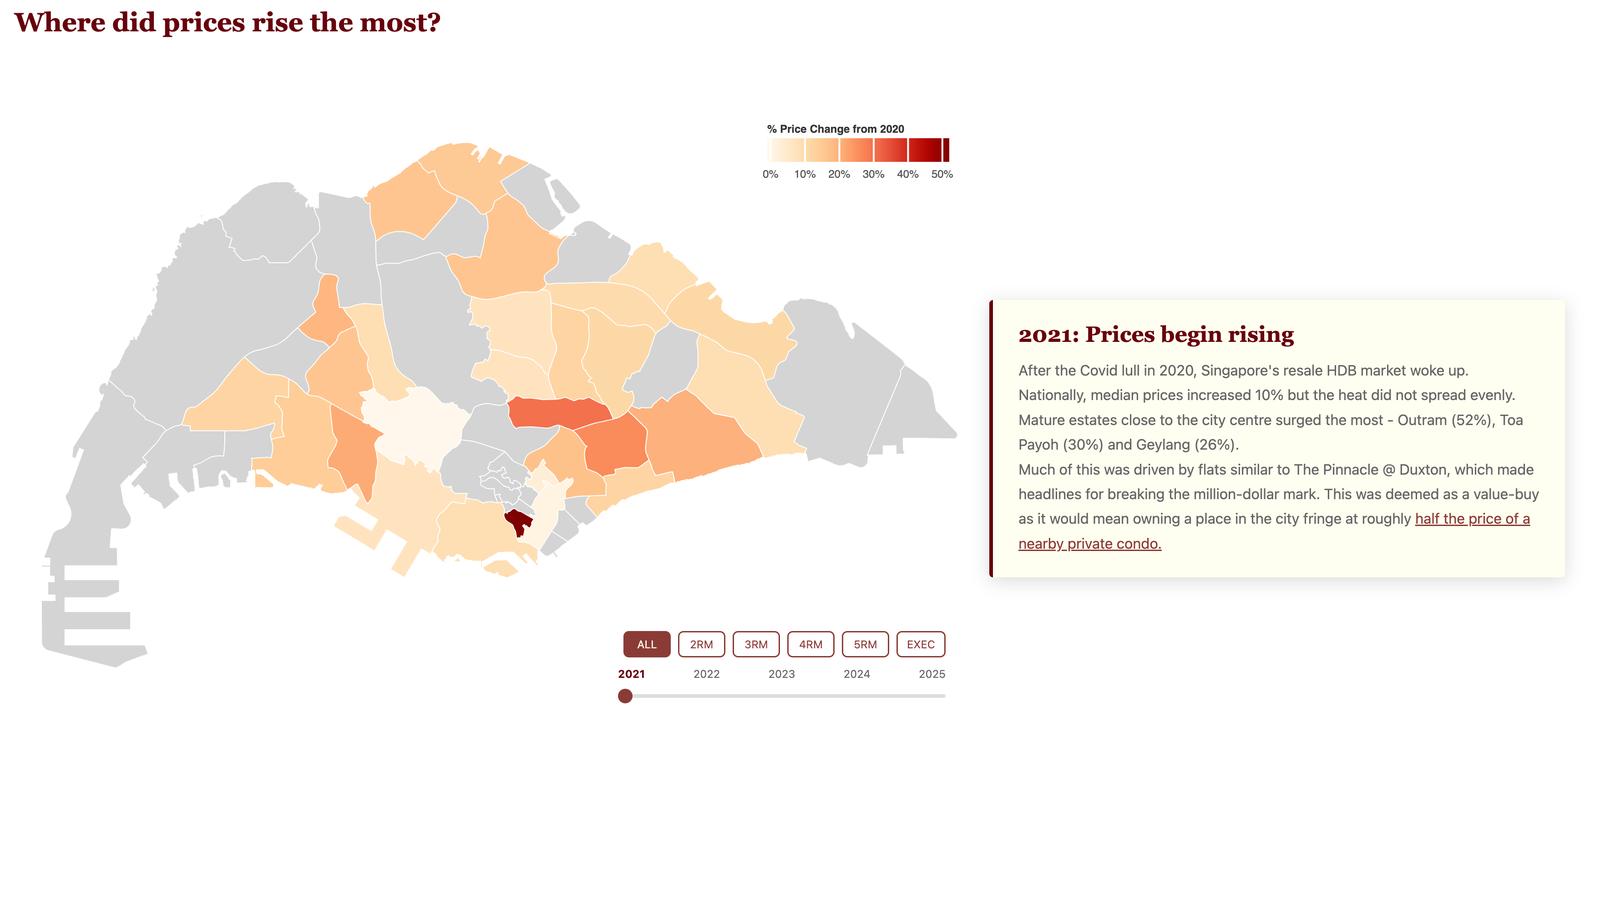 Where did prices rise the most?
% Price Change from 2020
0% 10% 20% 30% 40% 50%
2021: Prices begin rising
After the Covid lull in 2020, Singapore's resale HDB market woke up.
Nationally, median prices increased 10% but the heat did not spread evenly.
Mature estates close to the city centre surged the most - Outram (52%), Toa
Payoh (30%) and Geylang (26%).
Much of this was driven by flats similar to The Pinnacle @ Duxton, which made
headlines for breaking the million-dollar mark. This was deemed as a value-buy
as it would mean owning a place in the city fringe at roughly half the price of a
nearby private condo.
ALL 2RM 3RM 4RM 5RM EXEC
2021 2022 2023 2024 2025